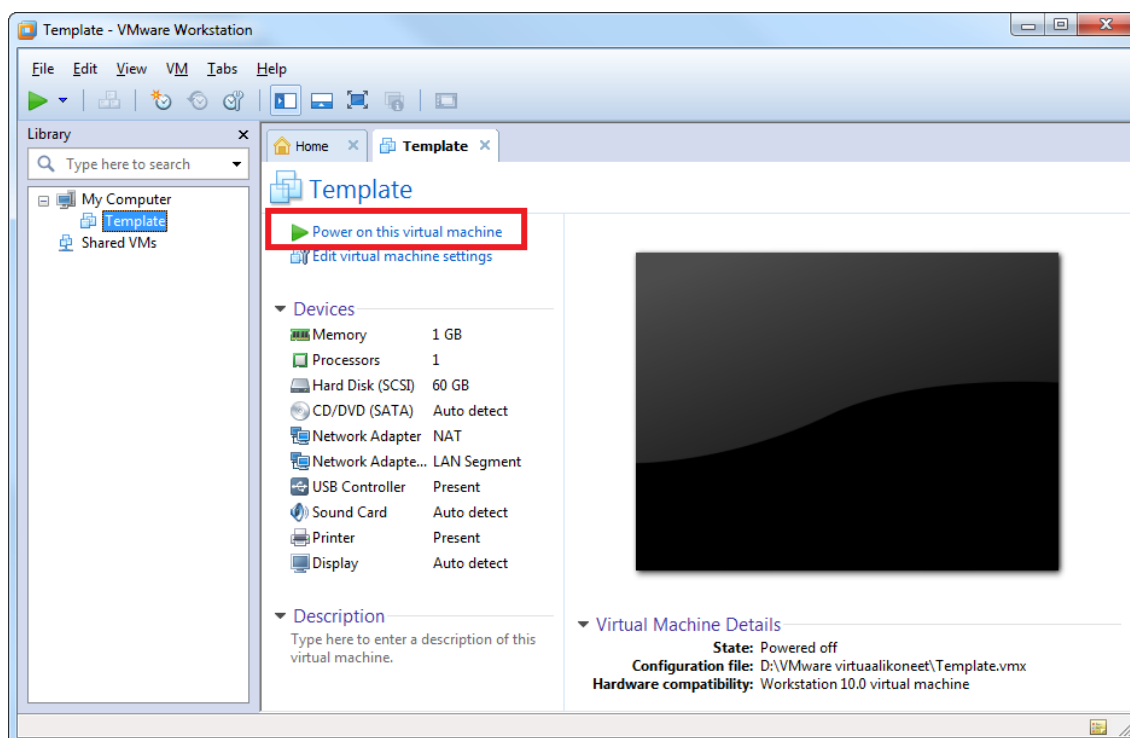 Template - VMware Workstation
File Edit View VM Tabs Help
Library
Home
Template
Type here to search
My Computer
Template
Shared VMs
Template
Power on this virtual machine
Edit virtual machine settings
Devices
Memory 1 GB
Processors 1
Hard Disk (SCSI) 60 GB
CD/DVD (SATA) Auto detect
Network Adapter NAT
Network Adapte... LAN Segment
USB Controller Present
Sound Card Auto detect
Printer Present
Display Auto detect
Description
Type here to enter a description of this
virtual machine.
Virtual Machine Details
State: Powered off
Configuration file: D:\VMware virtuaalikoneet\Template.vmx
Hardware compatibility: Workstation 10.0 virtual machine